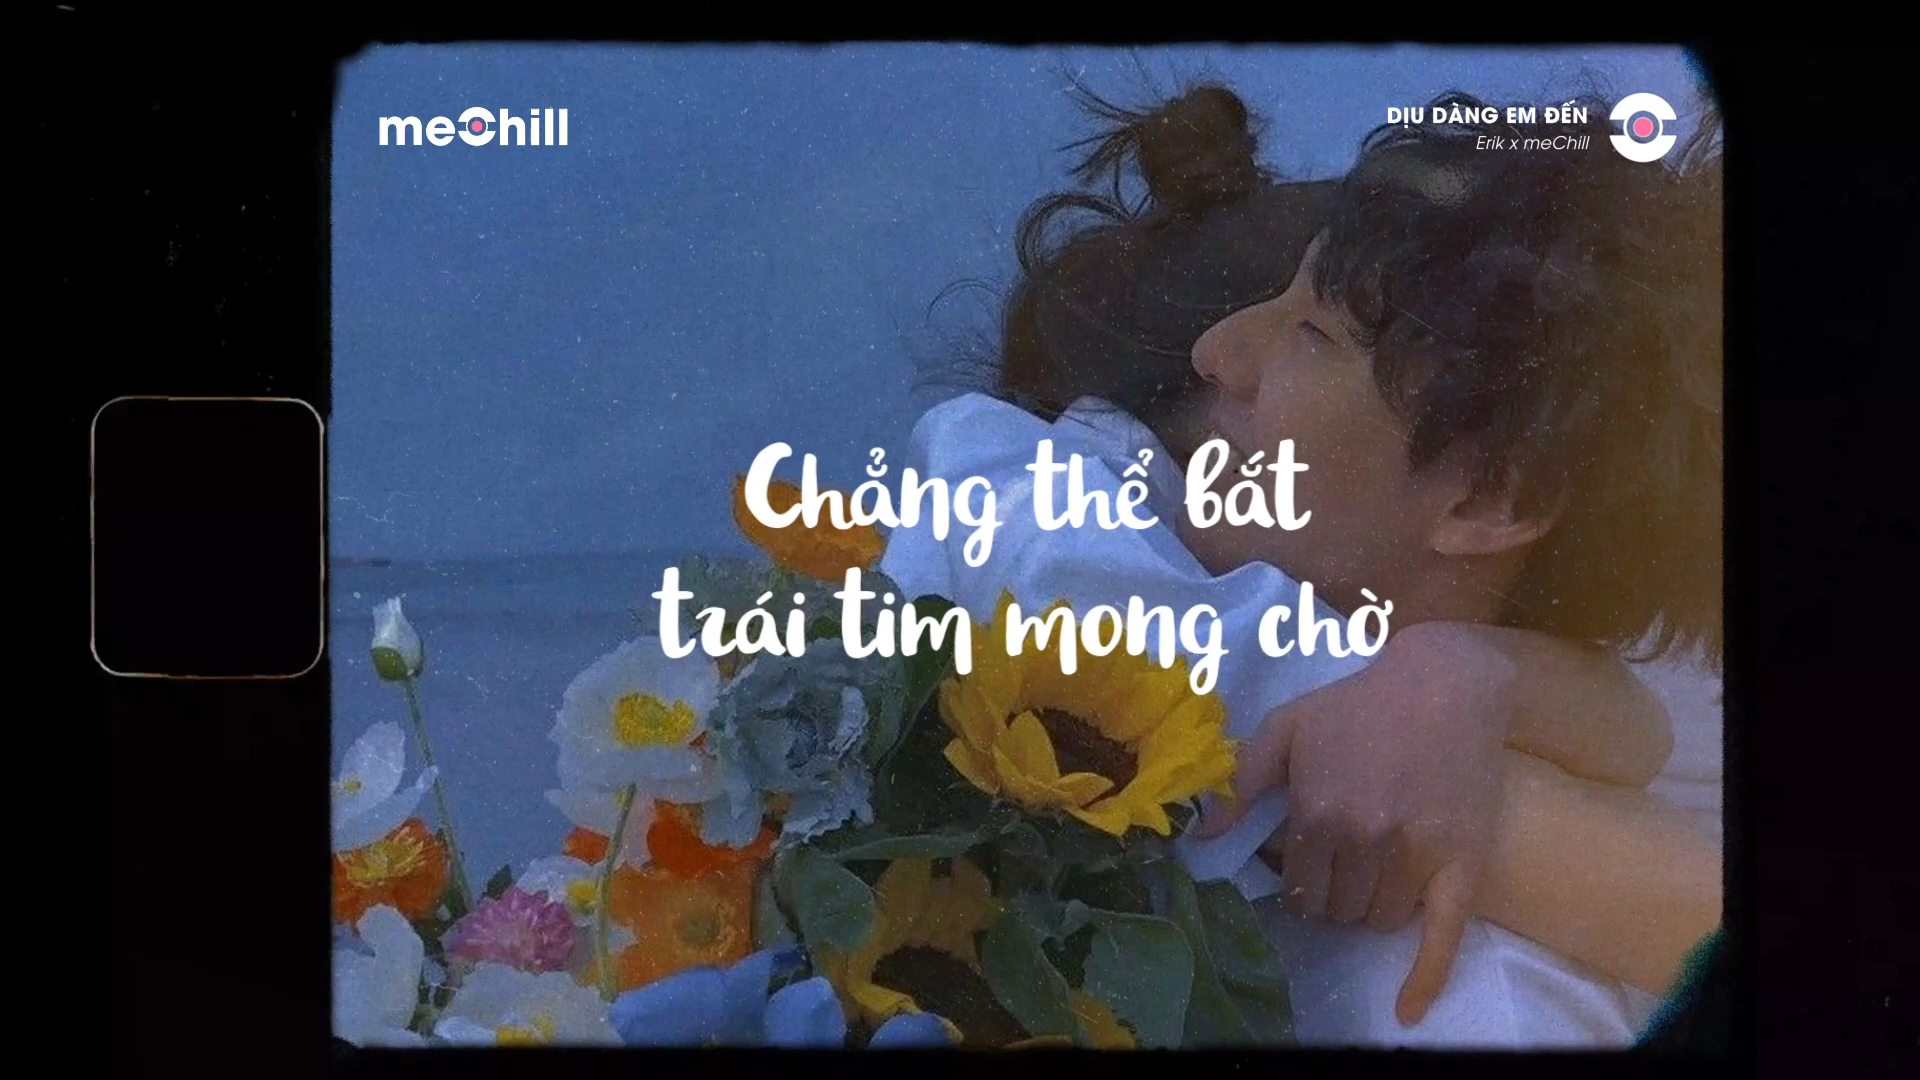 meChill
DỊU DÀNG EM ĐẾN
Erik x meChill
Chẳng thể bắt
trái tim mong chờ